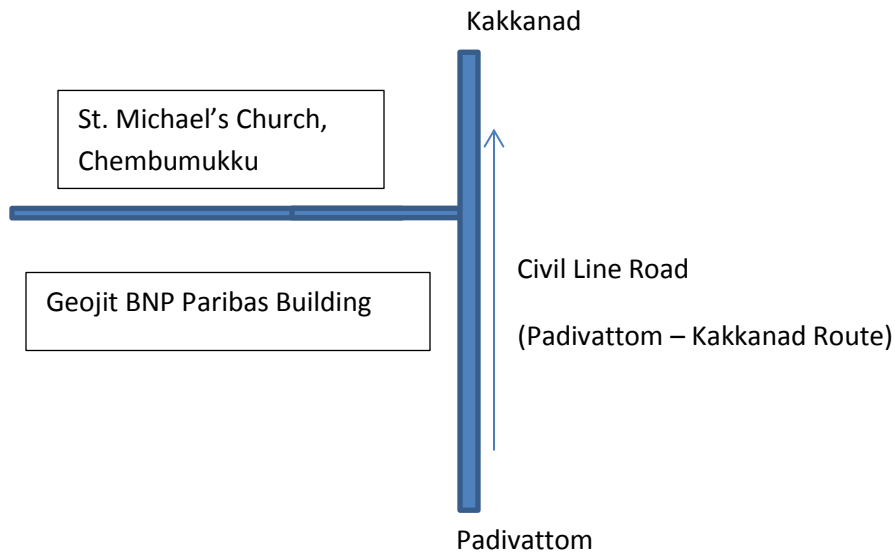 Kakkanad
St. Michael’s Church,
Chembumukku
Civil Line Road
Geojit BNP Paribas Building
(Padivattom – Kakkanad Route)
Padivattom